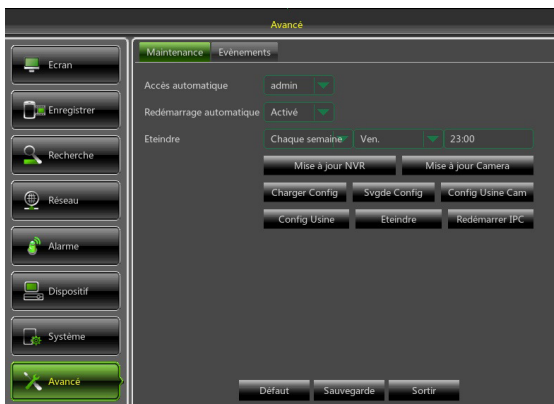 Avancé
Ecran
Enregistrer
Recherche
Réseau
Alarme
Dispositif
Système
Avancé
Maintenance Evènements
Accès automatique admin
Redémarrage automatique Activé
Eteindre Chaque semaine Ven. 23:00
Mise à jour NVR Mise à jour Camera
Charger Config Svgde Config Config Usine Cam
Config Usine Eteindre Redémarrer IPC
Défaut Sauvegarde Sortir